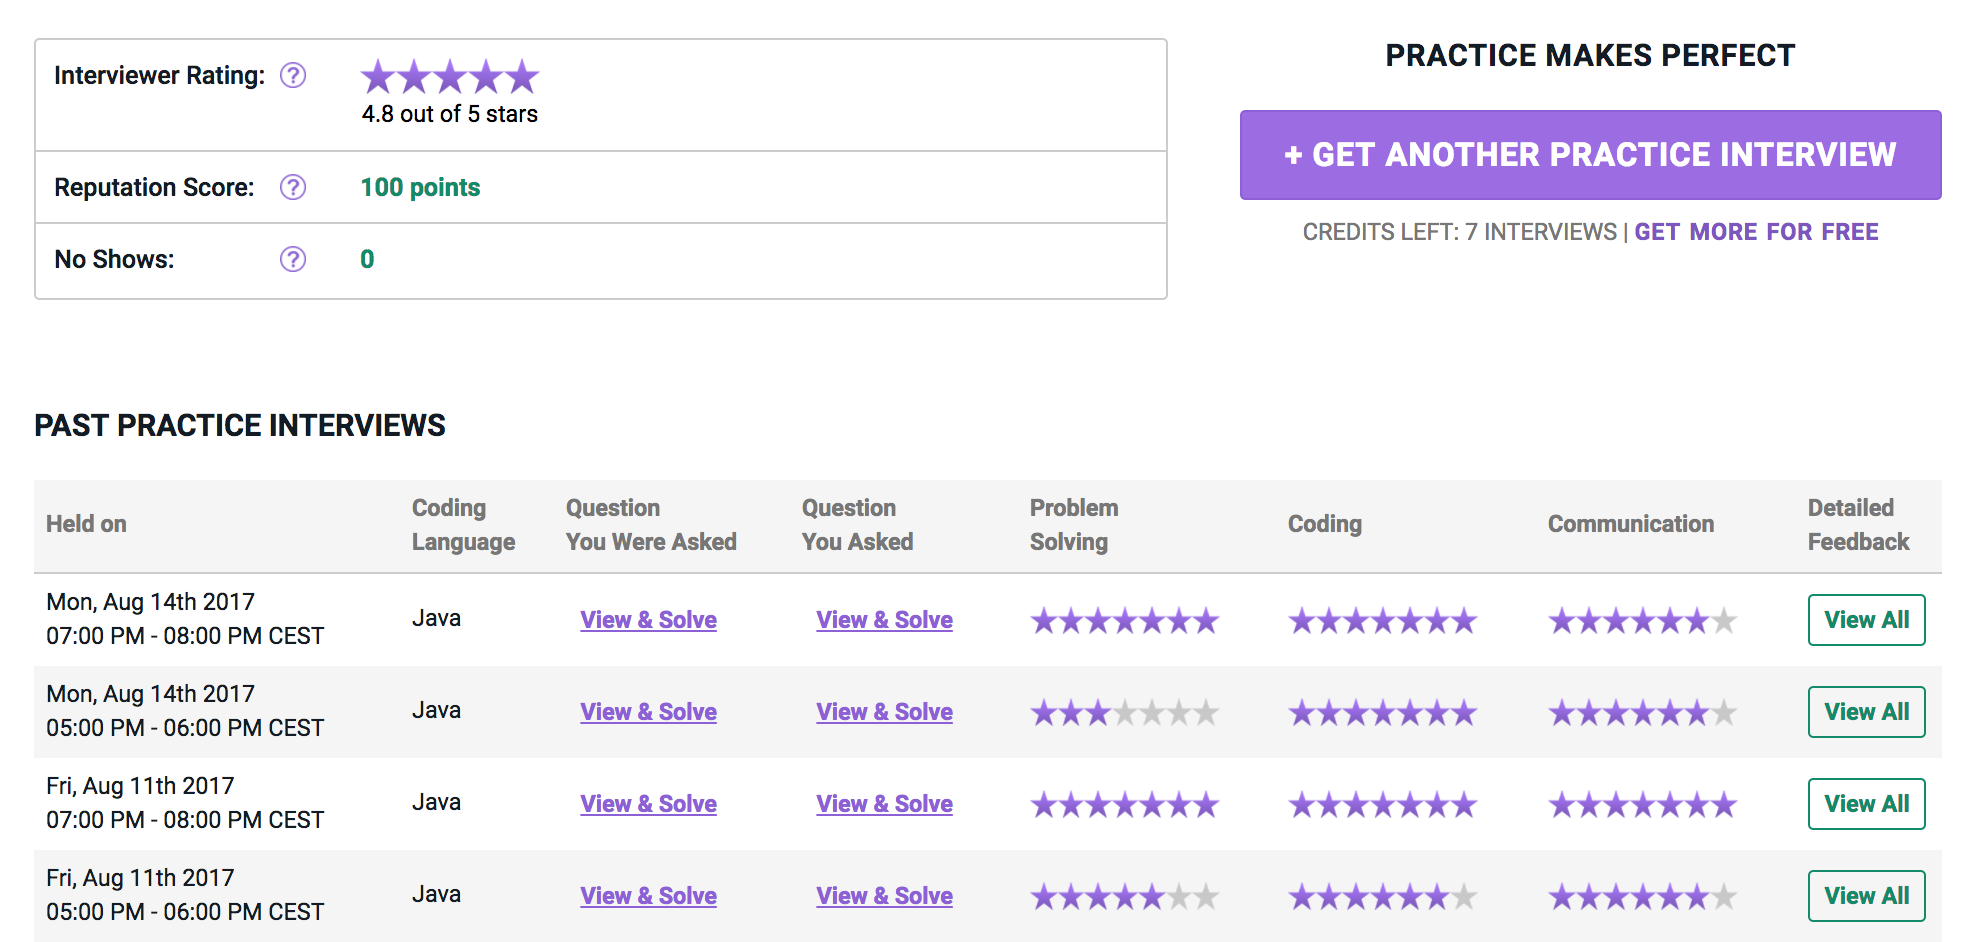 Interviewer Rating: ?
4.8 out of 5 stars
Reputation Score: ? 100 points
No Shows: ? 0
PRACTICE MAKES PERFECT
+ GET ANOTHER PRACTICE INTERVIEW
CREDITS LEFT: 7 INTERVIEWS | GET MORE FOR FREE
PAST PRACTICE INTERVIEWS
Held on
Coding
Language
Question
You Were Asked
Question
You Asked
Problem
Solving
Coding
Communication
Detailed
Feedback
Mon, Aug 14th 2017
07:00 PM - 08:00 PM CEST
Java
View & Solve
View & Solve
View All
Mon, Aug 14th 2017
05:00 PM - 06:00 PM CEST
Java
View & Solve
View & Solve
View All
Fri, Aug 11th 2017
07:00 PM - 08:00 PM CEST
Java
View & Solve
View & Solve
View All
Fri, Aug 11th 2017
05:00 PM - 06:00 PM CEST
Java
View & Solve
View & Solve
View All